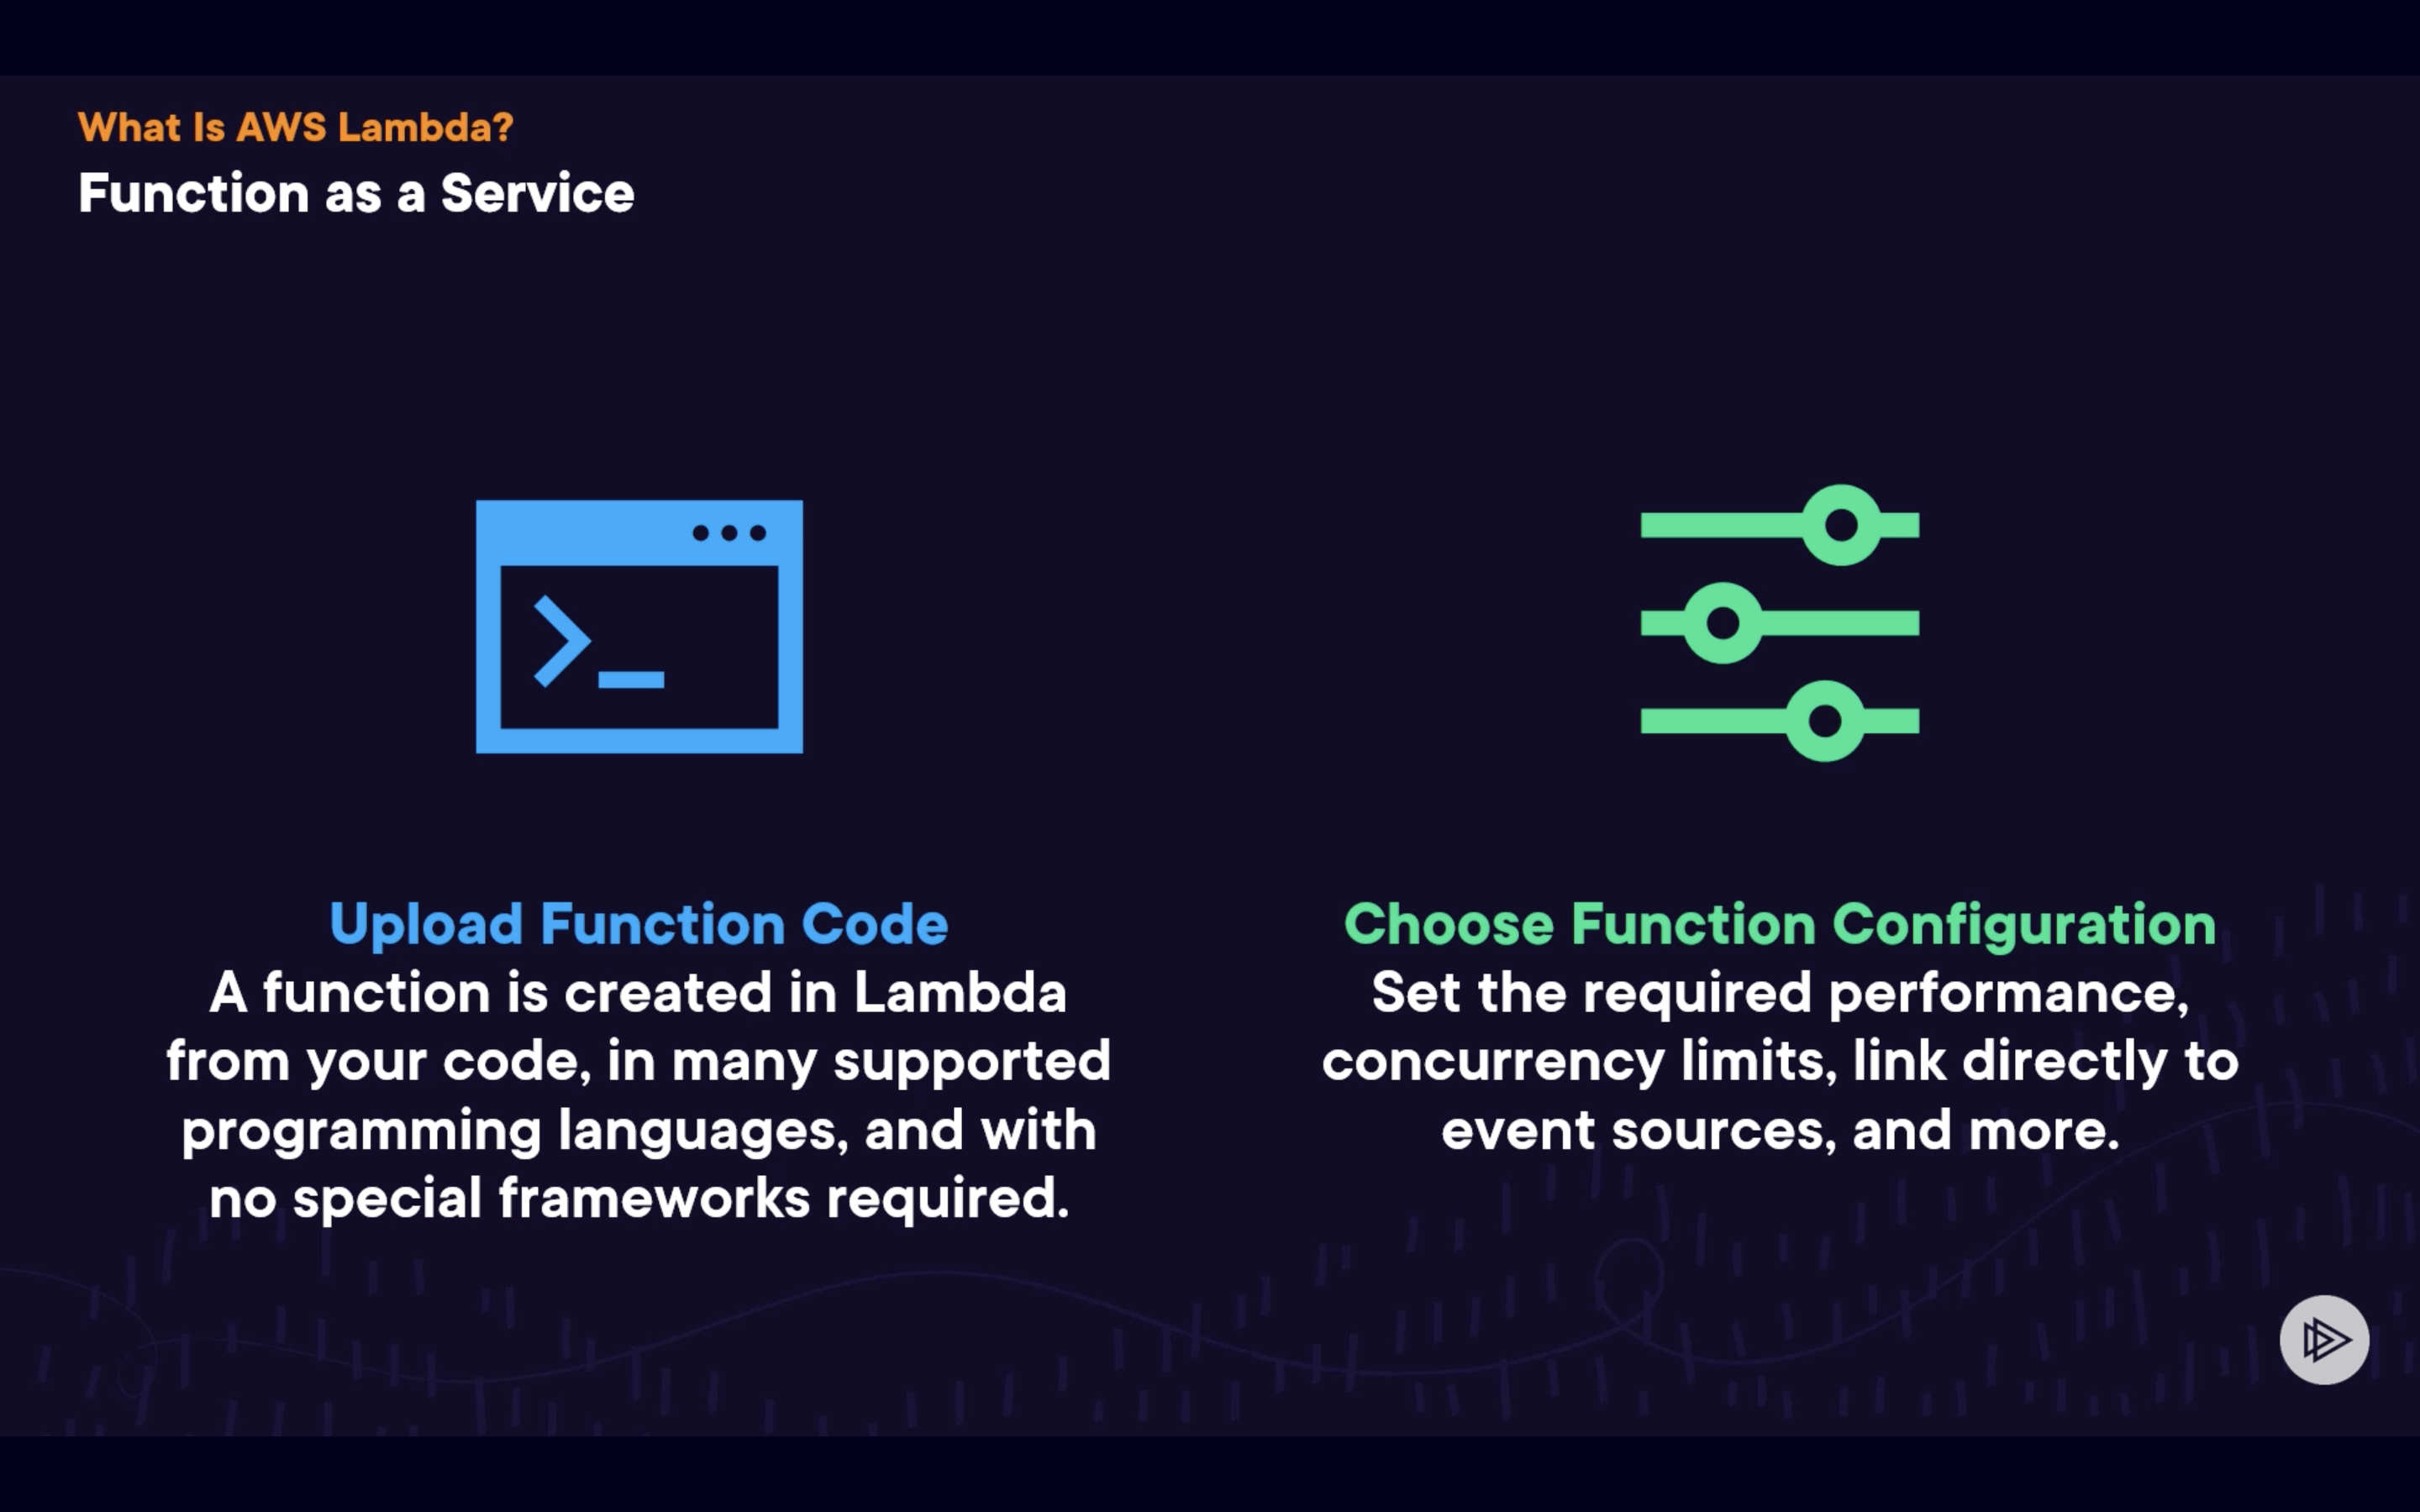 What Is AWS Lambda?
Function as a Service
Upload Function Code
A function is created in Lambda
from your code, in many supported
programming languages, and with
no special frameworks required.
Choose Function Configuration
Set the required performance,
concurrency limits, link directly to
event sources, and more.